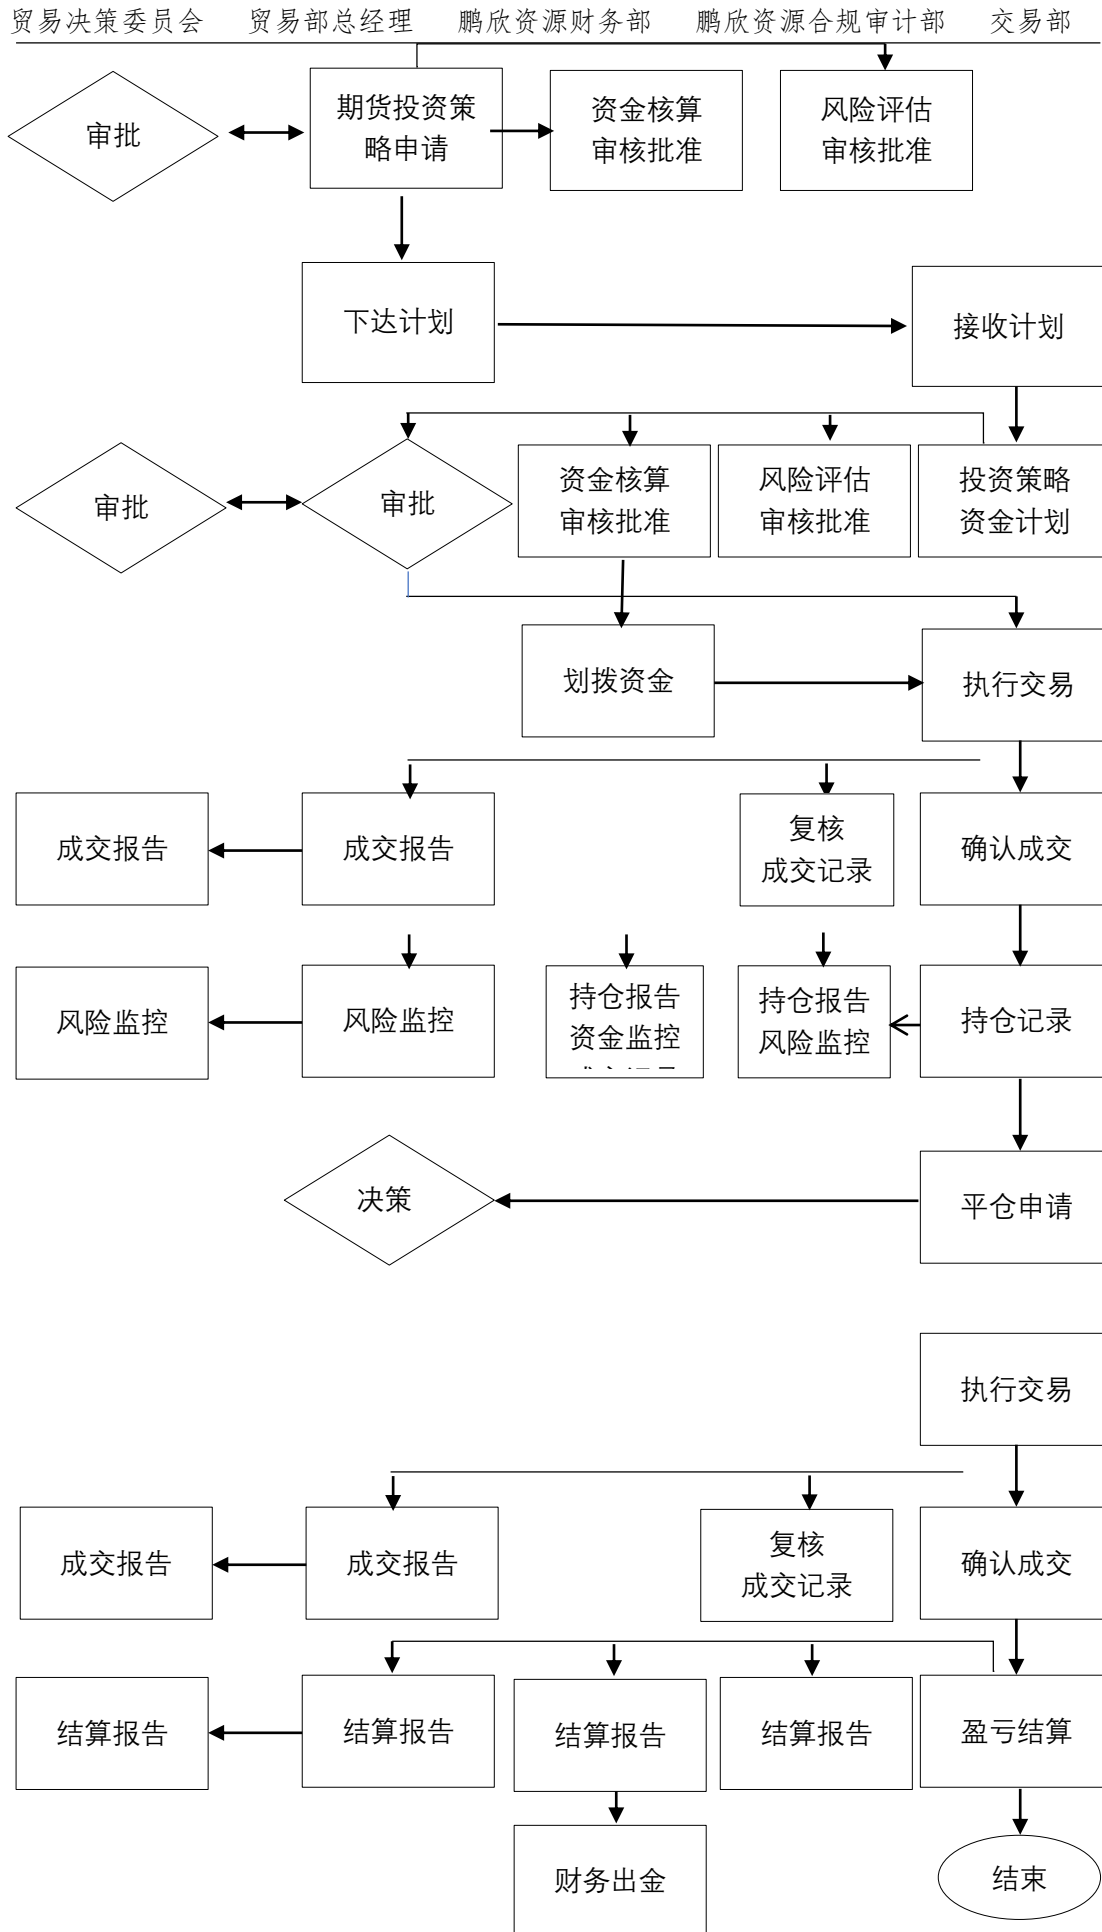 贸易决策委员会 贸易部总经理 鹏欣资源财务部 鹏欣资源合规审计部 交易部
审批
期货投资策
略申请
资金核算
审核批准
风险评估
审核批准
下达计划
接收计划
审批
审批
资金核算
审核批准
风险评估
审核批准
投资策略
资金计划
划拨资金
执行交易
成交报告
成交报告
复核
成交记录
确认成交
风险监控
风险监控
持仓报告
资金监控
持仓报告
风险监控
持仓记录
决策
平仓申请
执行交易
成交报告
成交报告
复核
成交记录
确认成交
结算报告
结算报告
结算报告
结算报告
盈亏结算
财务出金
结束